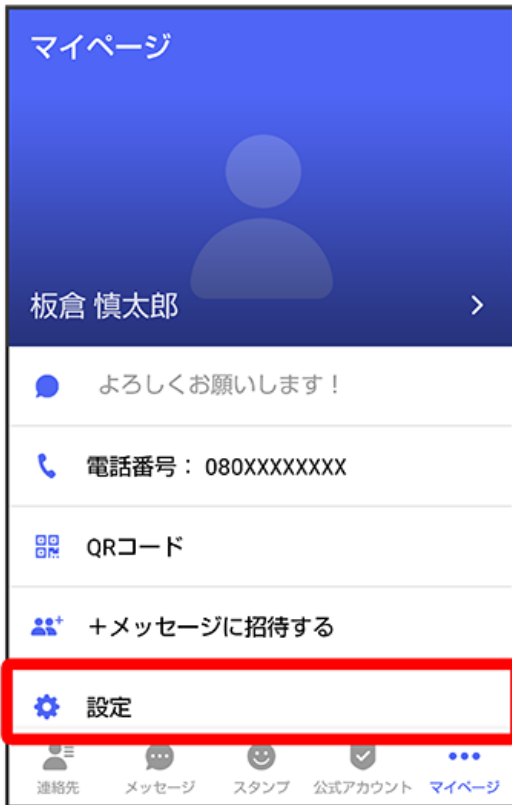 マイページ
板倉 慎太郎
よろしくお願いします！
電話番号： 080XXXXXXXX
QRコード
＋メッセージに招待する
設定
連絡先
メッセージ
スタンプ
公式アカウント
マイページ